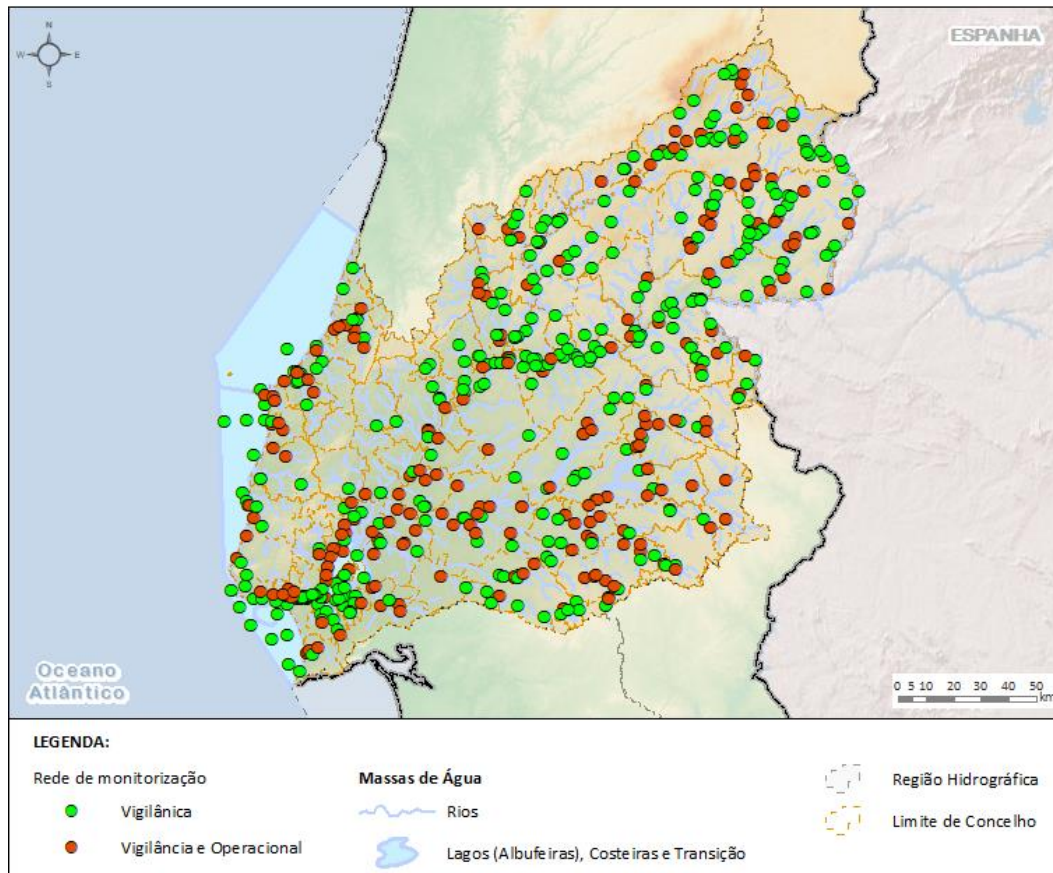 N
W E
S
ESPANHA
Oceano
Atlântico
0 5 10 20 30 40 50
km
LEGENDA:
Rede de monitorização
Vigilânica
Vigilância e Operacional
Massas de Água
Rios
Lagos (Albufeiras), Costeiras e Transição
Região Hidrográfica
Limite de Concelho